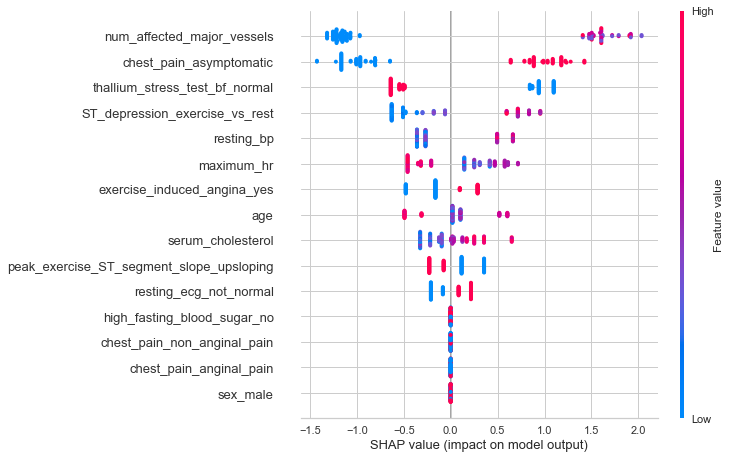 High
num_affected_major_vessels
chest_pain_asymptomatic
thallium_stress_test_bf_normal
ST_depression_exercise_vs_rest
resting_bp
maximum_hr
exercise_induced_angina_yes
age
serum_cholesterol
peak_exercise_ST_segment_slope_upsloping
resting_ecg_not_normal
high_fasting_blood_sugar_no
chest_pain_non_anginal_pain
chest_pain_anginal_pain
sex_male
Feature value
Low
−1.5 −1.0 −0.5 0.0 0.5 1.0 1.5 2.0
SHAP value (impact on model output)